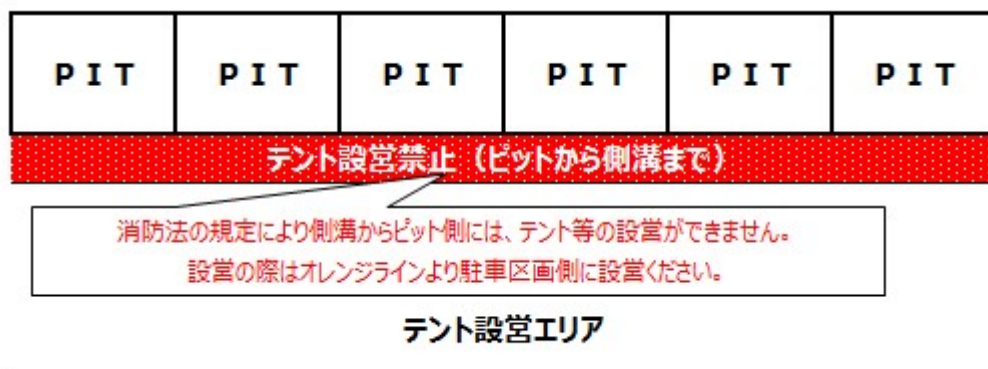 ＰＩＴ ＰＩＴ ＰＩＴ ＰＩＴ ＰＩＴ ＰＩＴ
テント設営禁止（ピットから側溝まで）
消防法の規定により側溝からピット側には、テント等の設営ができません。
設営の際はオレンジラインより駐車区画側に設営ください。
テント設営エリア